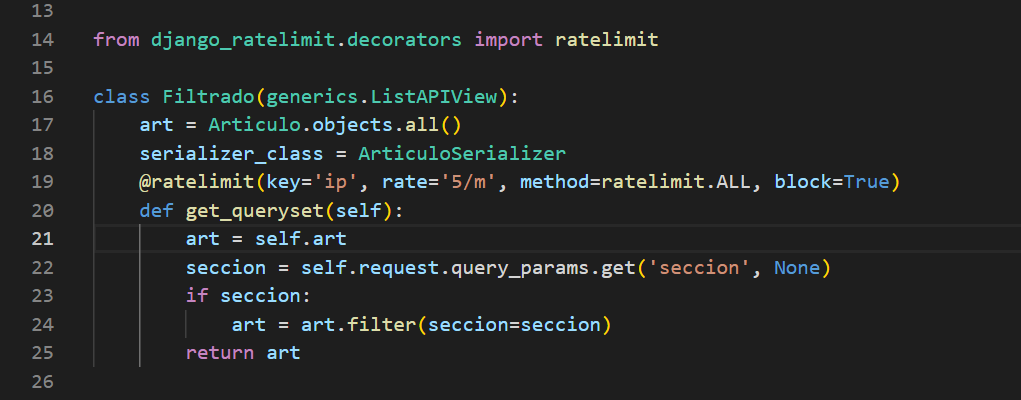 13
14 from django_ratelimit.decorators import ratelimit
15
16 class Filtrado(generics.ListAPIView):
17     art = Articulo.objects.all()
18     serializer_class = ArticuloSerializer
19     @ratelimit(key='ip', rate='5/m', method=ratelimit.ALL, block=True)
20     def get_queryset(self):
21         art = self.art
22         seccion = self.request.query_params.get('seccion', None)
23         if seccion:
24             art = art.filter(seccion=seccion)
25         return art
26